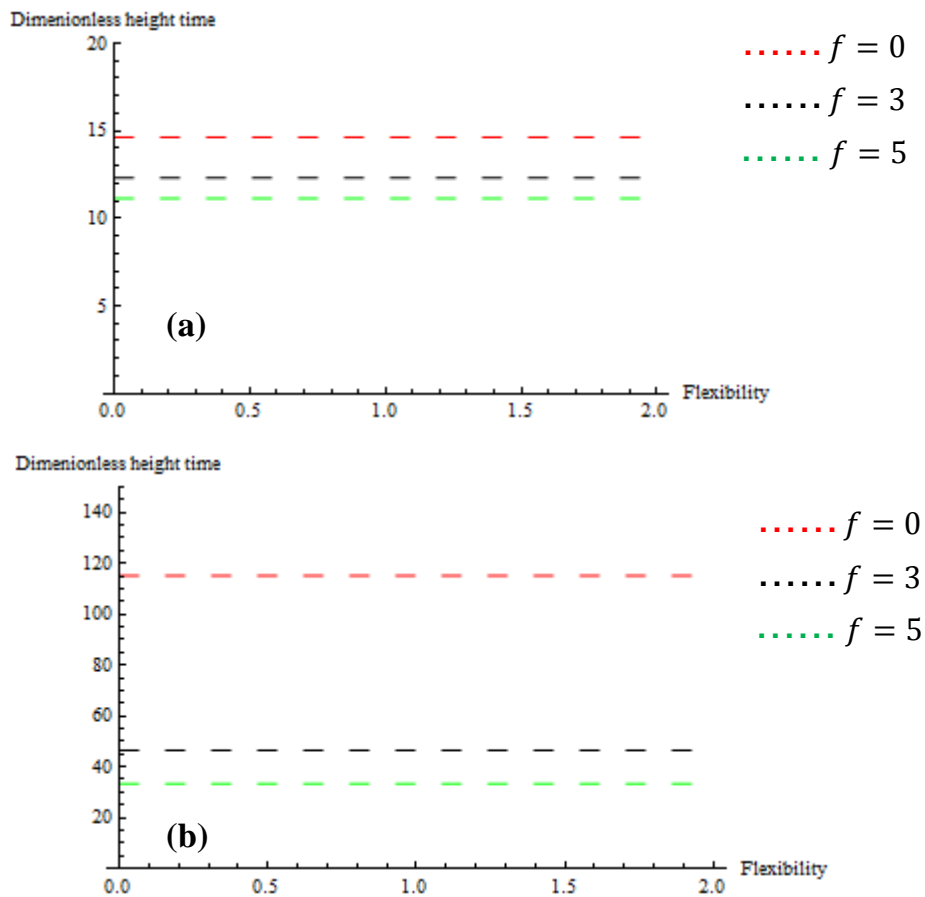 Dimenionless height time
20
15
10
5
(a)
0.0 0.5 1.0 1.5 2.0
Flexibility
...... f = 0
...... f = 3
...... f = 5
Dimenionless height time
140
120
100
80
60
40
20
(b)
0.0 0.5 1.0 1.5 2.0
Flexibility
...... f = 0
...... f = 3
...... f = 5